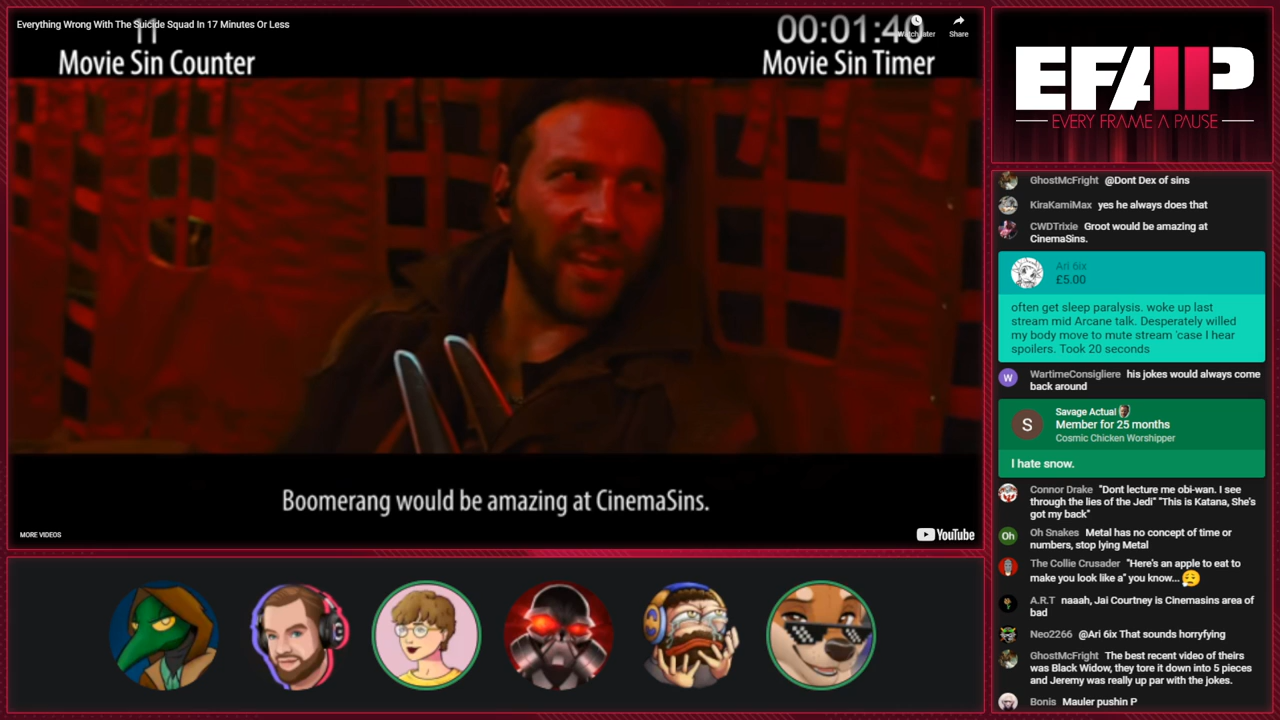 Everything Wrong With The Suicide Squad In 17 Minutes Or Less
11
Movie Sin Counter
00:01:40
Movie Sin Timer
Watch later
Share
Boomerang would be amazing at CinemaSins.
MORE VIDEOS
YouTube
EFAP
EVERY FRAME A PAUSE
GhostMcFright @Dont Dex of sins
KiraKamiMax yes he always does that
CWDTrixie Groot would be amazing at
CinemaSins.
Ari 6ix
£5.00
often get sleep paralysis. woke up last
stream mid Arcane talk. Desperately willed
my body move to mute stream 'case I hear
spoilers. Took 20 seconds
W
WartimeConsigliere his jokes would always come
back around
S
Savage Actual
Member for 25 months
Cosmic Chicken Worshipper
I hate snow.
Connor Drake "Dont lecture me obi-wan. I see
through the lies of the Jedi" "This is Katana, She's
got my back"
Oh
Oh Snakes Metal has no concept of time or
numbers, stop lying Metal
The Collie Crusader "Here's an apple to eat to
make you look like a" you know...
A.R.T naaah, Jai Courtney is Cinemasins area of
bad
Neo2266 @Ari 6ix That sounds horryfying
GhostMcFright The best recent video of theirs
was Black Widow, they tore it down into 5 pieces
and Jeremy was really up par with the jokes.
Bonis Mauler pushin P